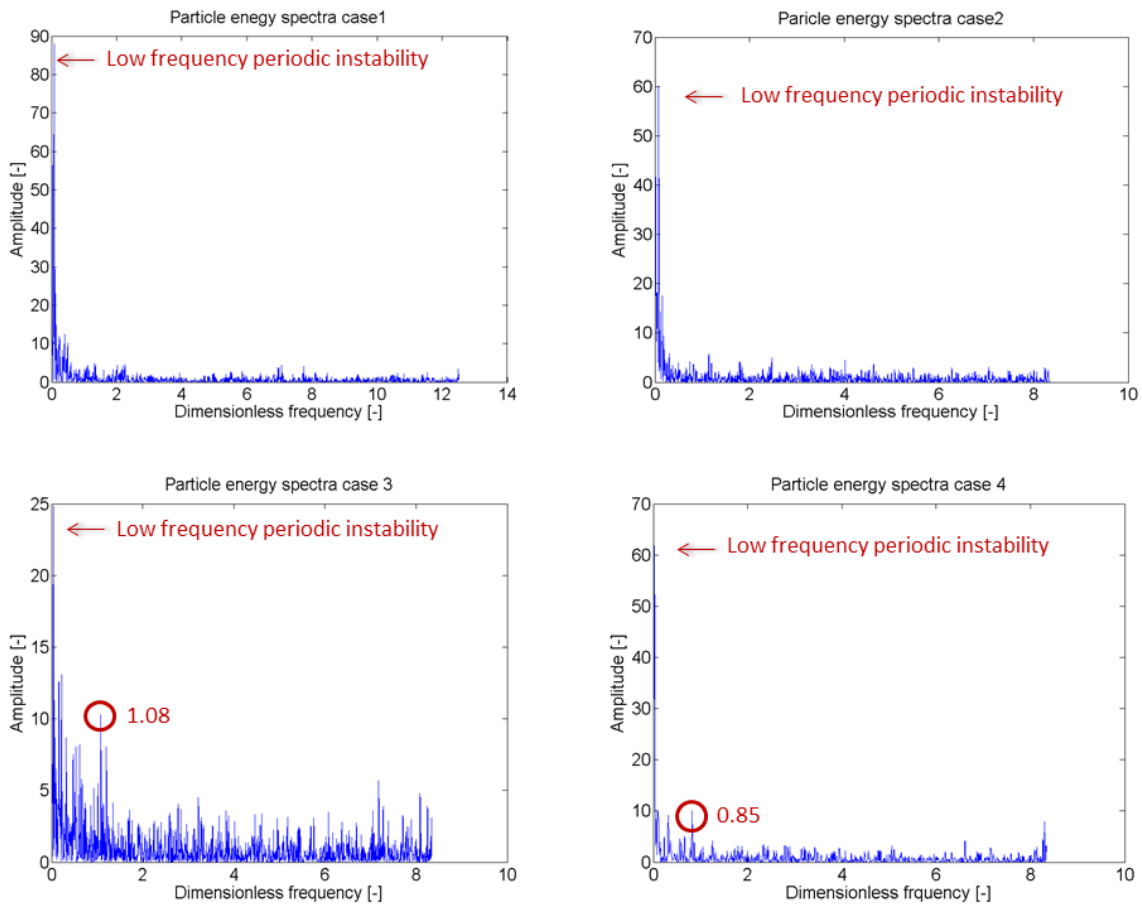 Particle energy spectra case1
90
80
70
60
50
40
30
20
10
0
Amplitude [-]
Low frequency periodic instability
0 2 4 6 8 10 12 14
Dimensionless frequency [-]
Paricle energy spectra case2
70
60
50
40
30
20
10
0
Amplitude [-]
Low frequency periodic instability
0 2 4 6 8 10
Dimensionless frequency [-]
Particle energy spectra case 3
25
20
15
10
5
0
Amplitude [-]
Low frequency periodic instability
1.08
0 2 4 6 8 10
Dimensionless frquency [-]
Particle energy spectra case 4
70
60
50
40
30
20
10
0
Amplitude [-]
Low frequency periodic instability
0.85
0 2 4 6 8 10
Dimensionless frquency [-]